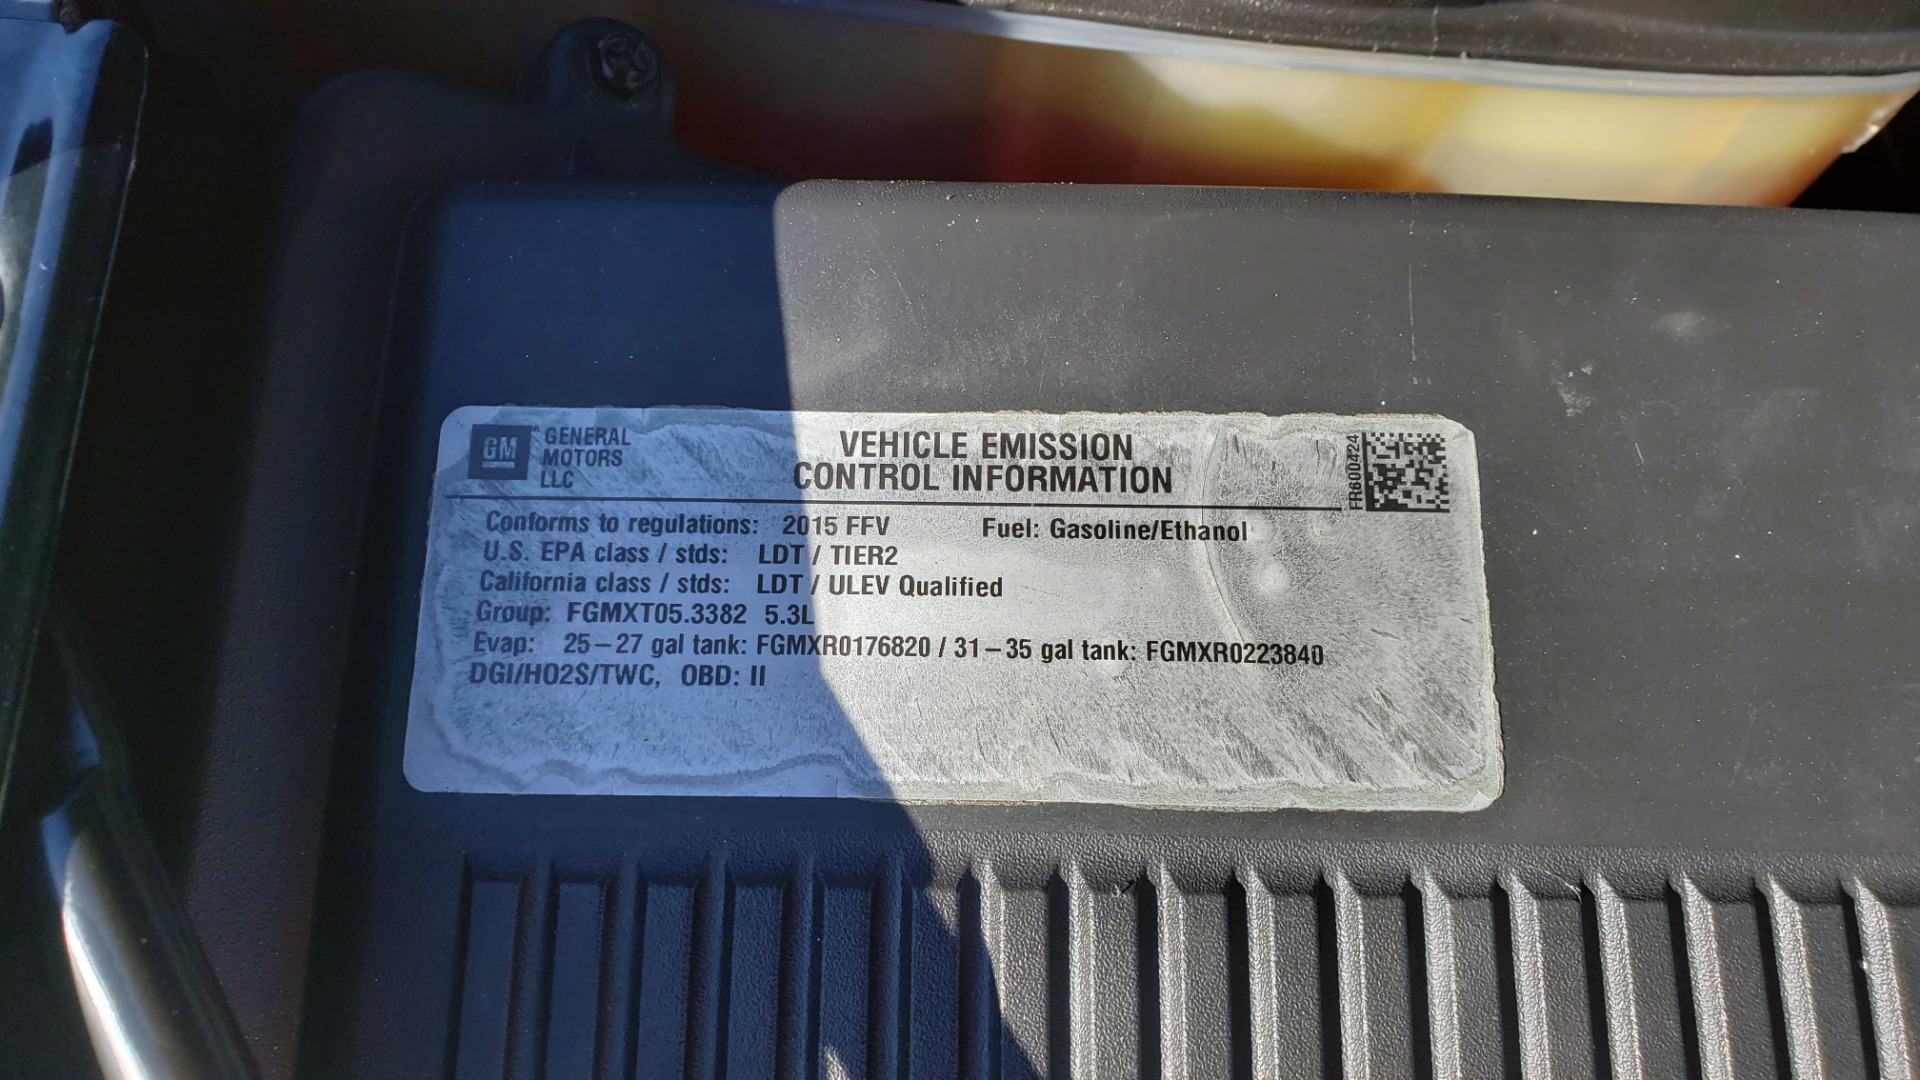 GM
GENERAL
MOTORS
LLC
VEHICLE EMISSION
CONTROL INFORMATION
FR600424
Conforms to regulations: 2015 FFV Fuel: Gasoline/Ethanol
U.S. EPA class / stds: LDT / TIER2
California class / stds: LDT / ULEV Qualified
Group: FGMXT05.3382 5.3L
Evap: 25–27 gal tank: FGMXR0176820 / 31–35 gal tank: FGMXR0223840
DGI/HO2S/TWC, OBD: II